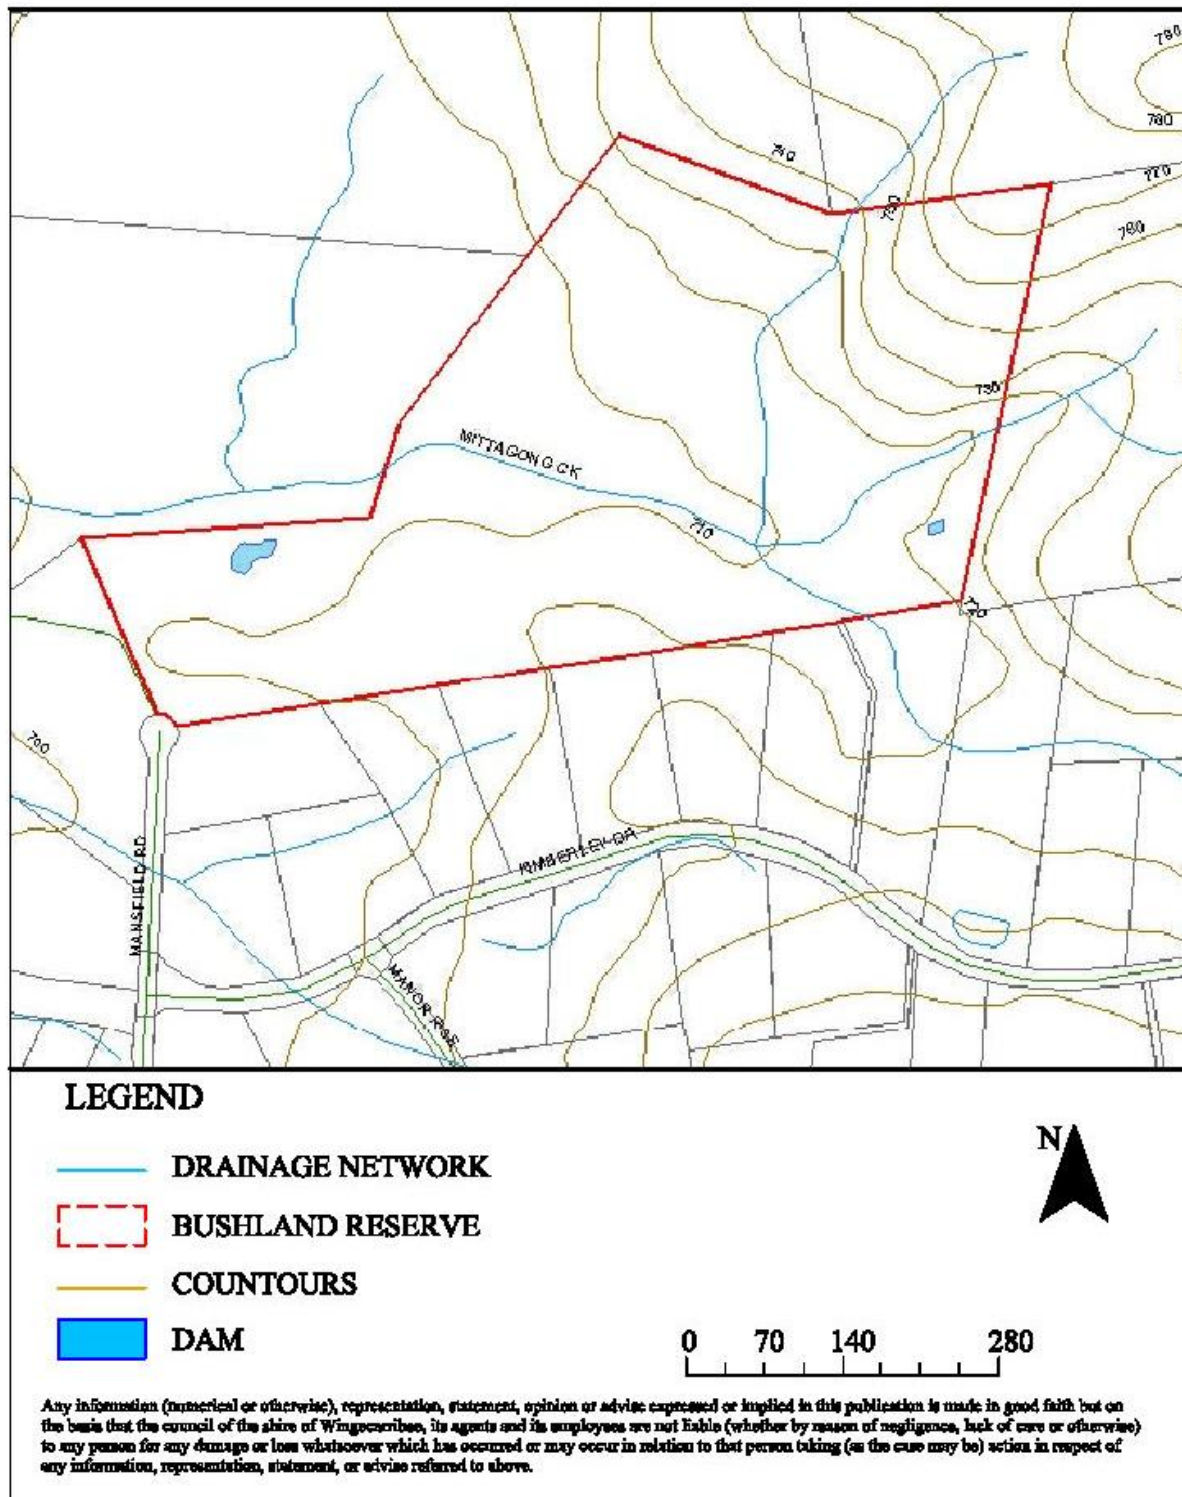 780
780
740
770
750
760
730
MITTAGONG CK
710
700
KIMBERLEY DR
MANSFIELD RD
MANOR RISE
LEGEND
DRAINAGE NETWORK
BUSHLAND RESERVE
COUNTOURS
DAM
N
0 70 140 280
Any information (numerical or otherwise), representation, statement, opinion or advise expressed or implied in this publication is made in good faith but on
the basis that the council of the shire of Wingecarribee, its agents and its employees are not liable (whether by reason of negligence, lack of care or otherwise)
to any person for any damage or loss whatsoever which has occurred or may occur in relation to that person taking (as the case may be) action in respect of
any information, representation, statement, or advise referred to above.